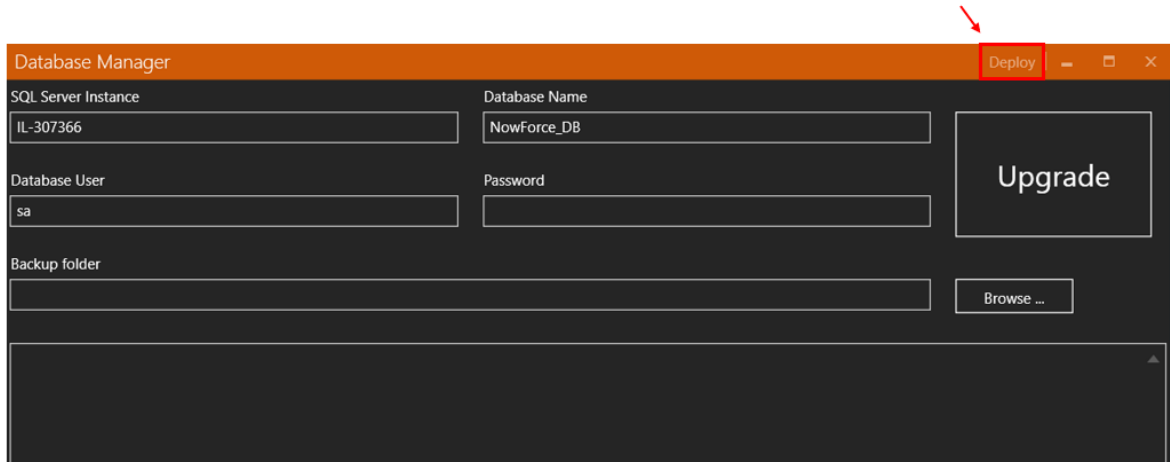 Database Manager
Deploy
SQL Server Instance
Database Name
IL-307366
NowForce_DB
Upgrade
Database User
Password
sa
Backup folder
Browse ...